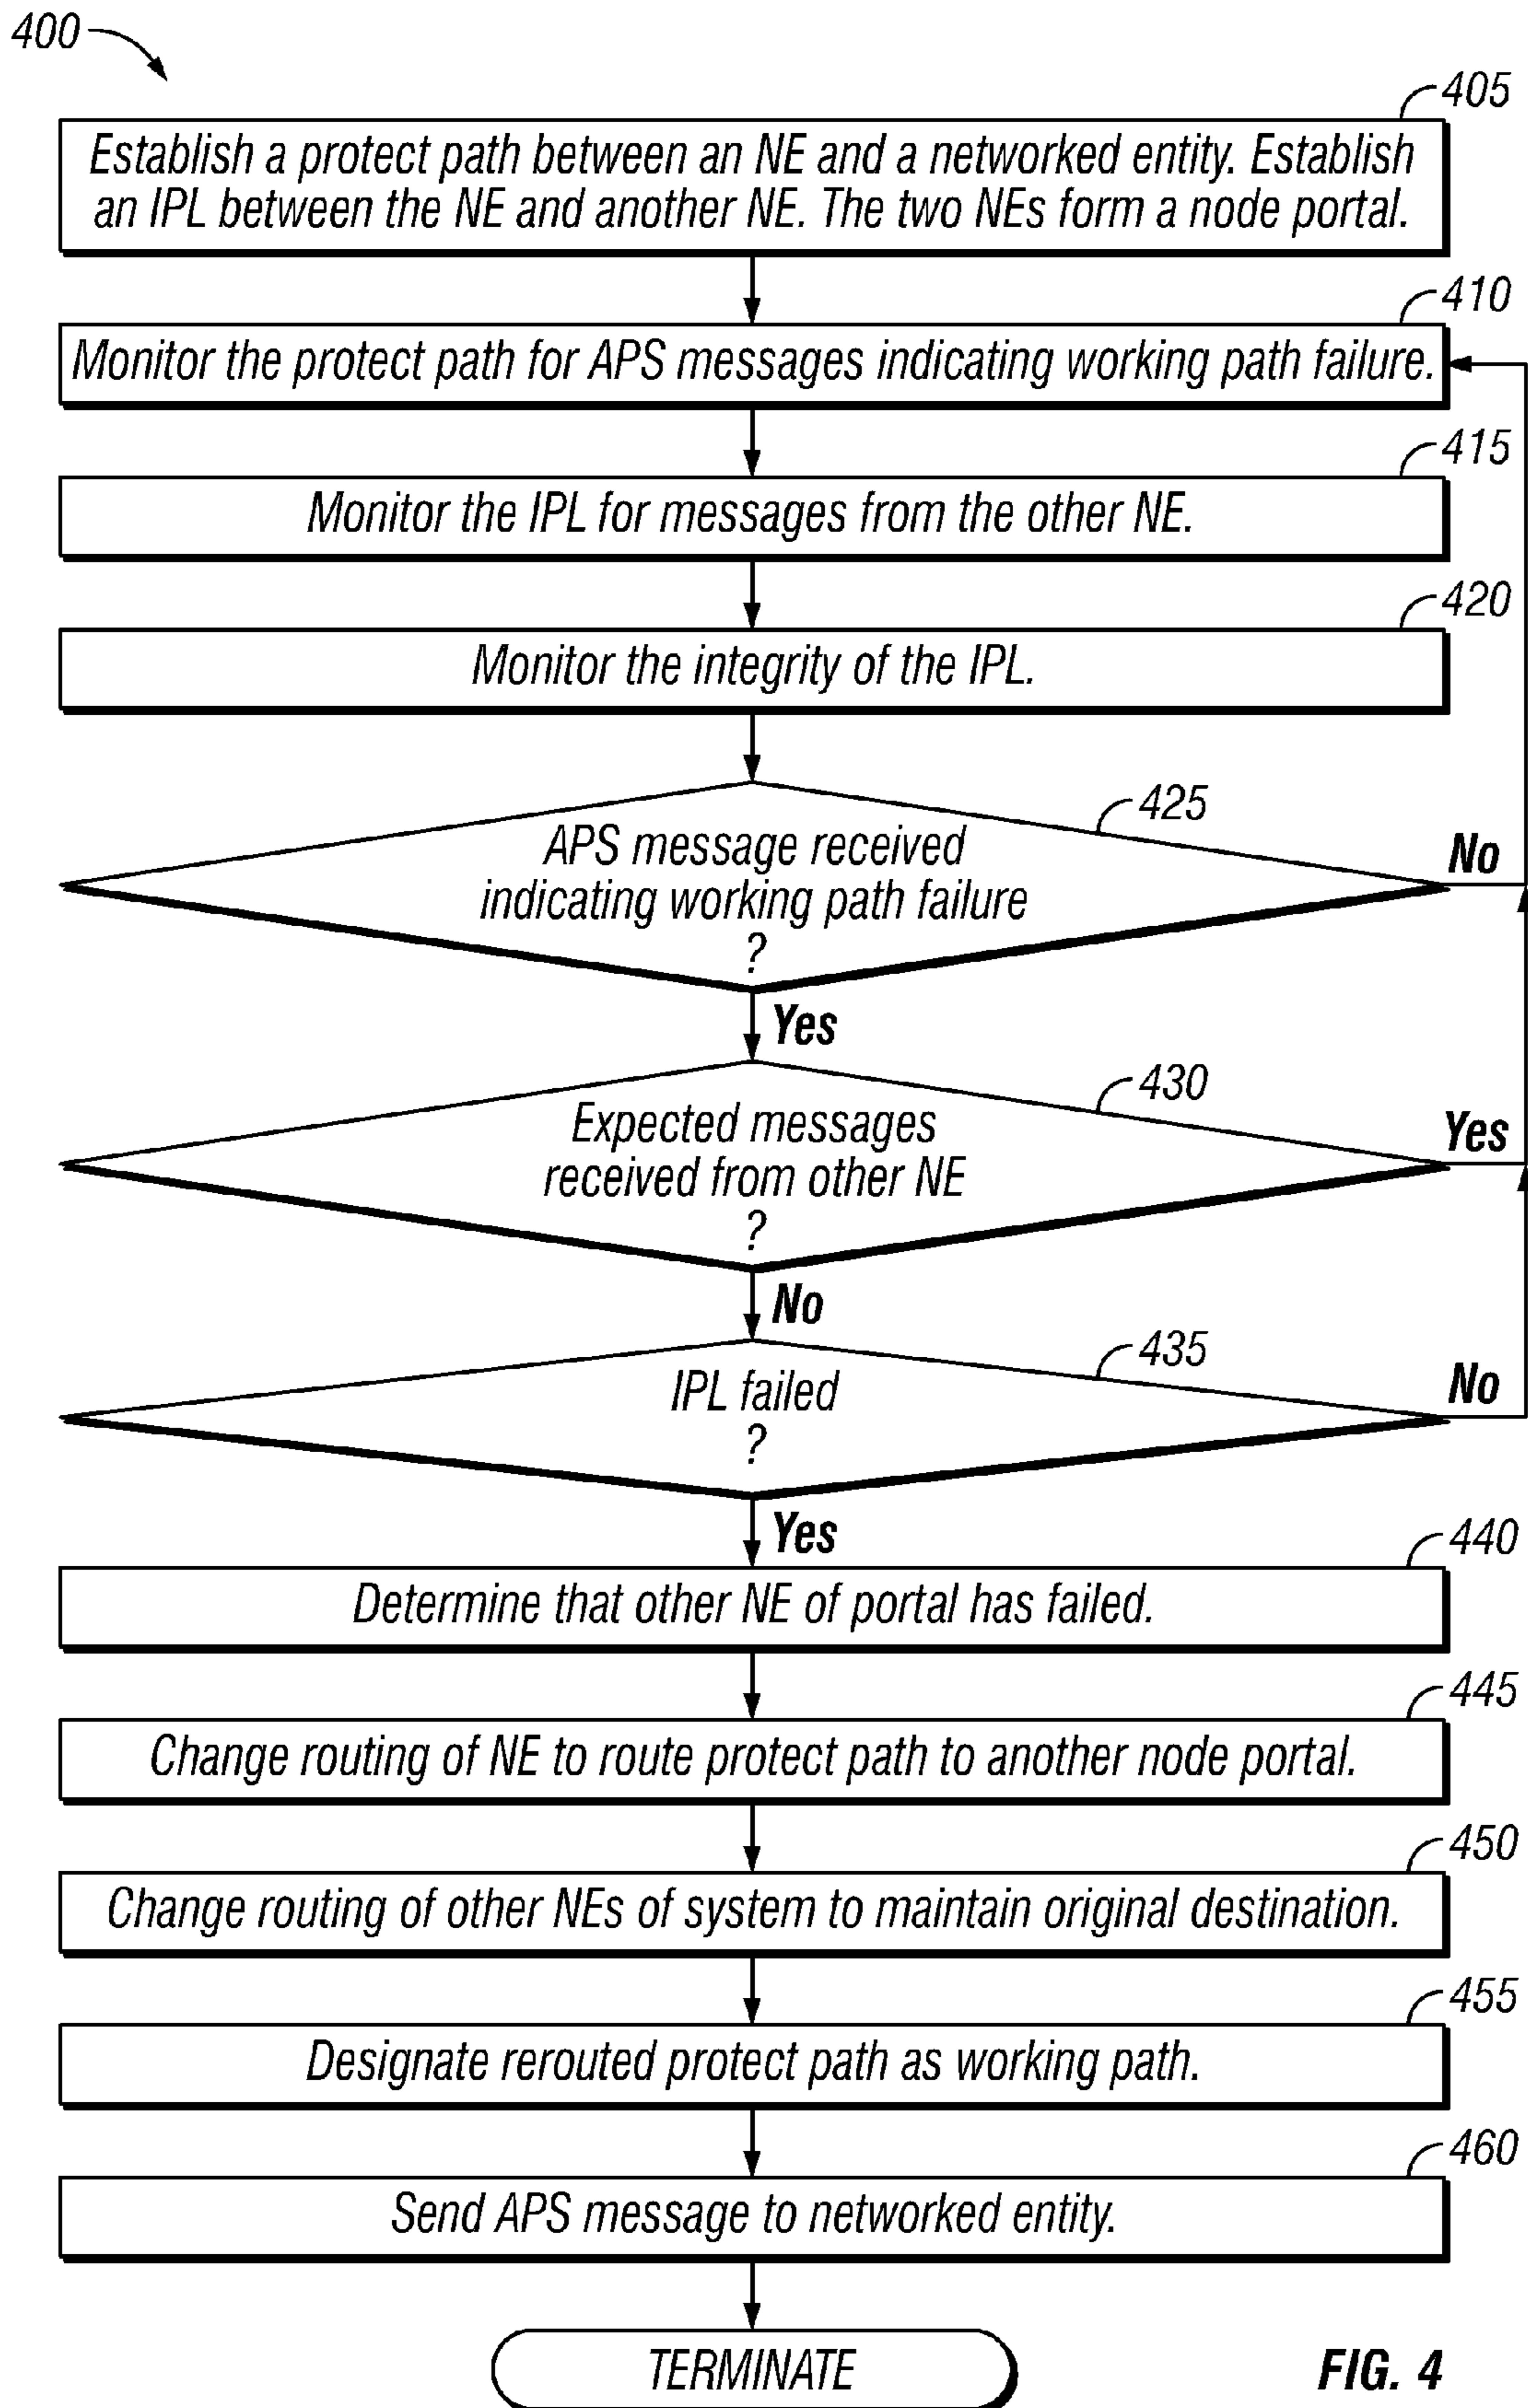 400
405
Establish a protect path between an NE and a networked entity. Establish
an IPL between the NE and another NE. The two NEs form a node portal.
410
Monitor the protect path for APS messages indicating working path failure.
415
Monitor the IPL for messages from the other NE.
420
Monitor the integrity of the IPL.
425
APS message received
indicating working path failure
?
No
Yes
430
Expected messages
received from other NE
?
Yes
No
435
IPL failed
?
No
Yes
440
Determine that other NE of portal has failed.
445
Change routing of NE to route protect path to another node portal.
450
Change routing of other NEs of system to maintain original destination.
455
Designate rerouted protect path as working path.
460
Send APS message to networked entity.
TERMINATE
FIG. 4